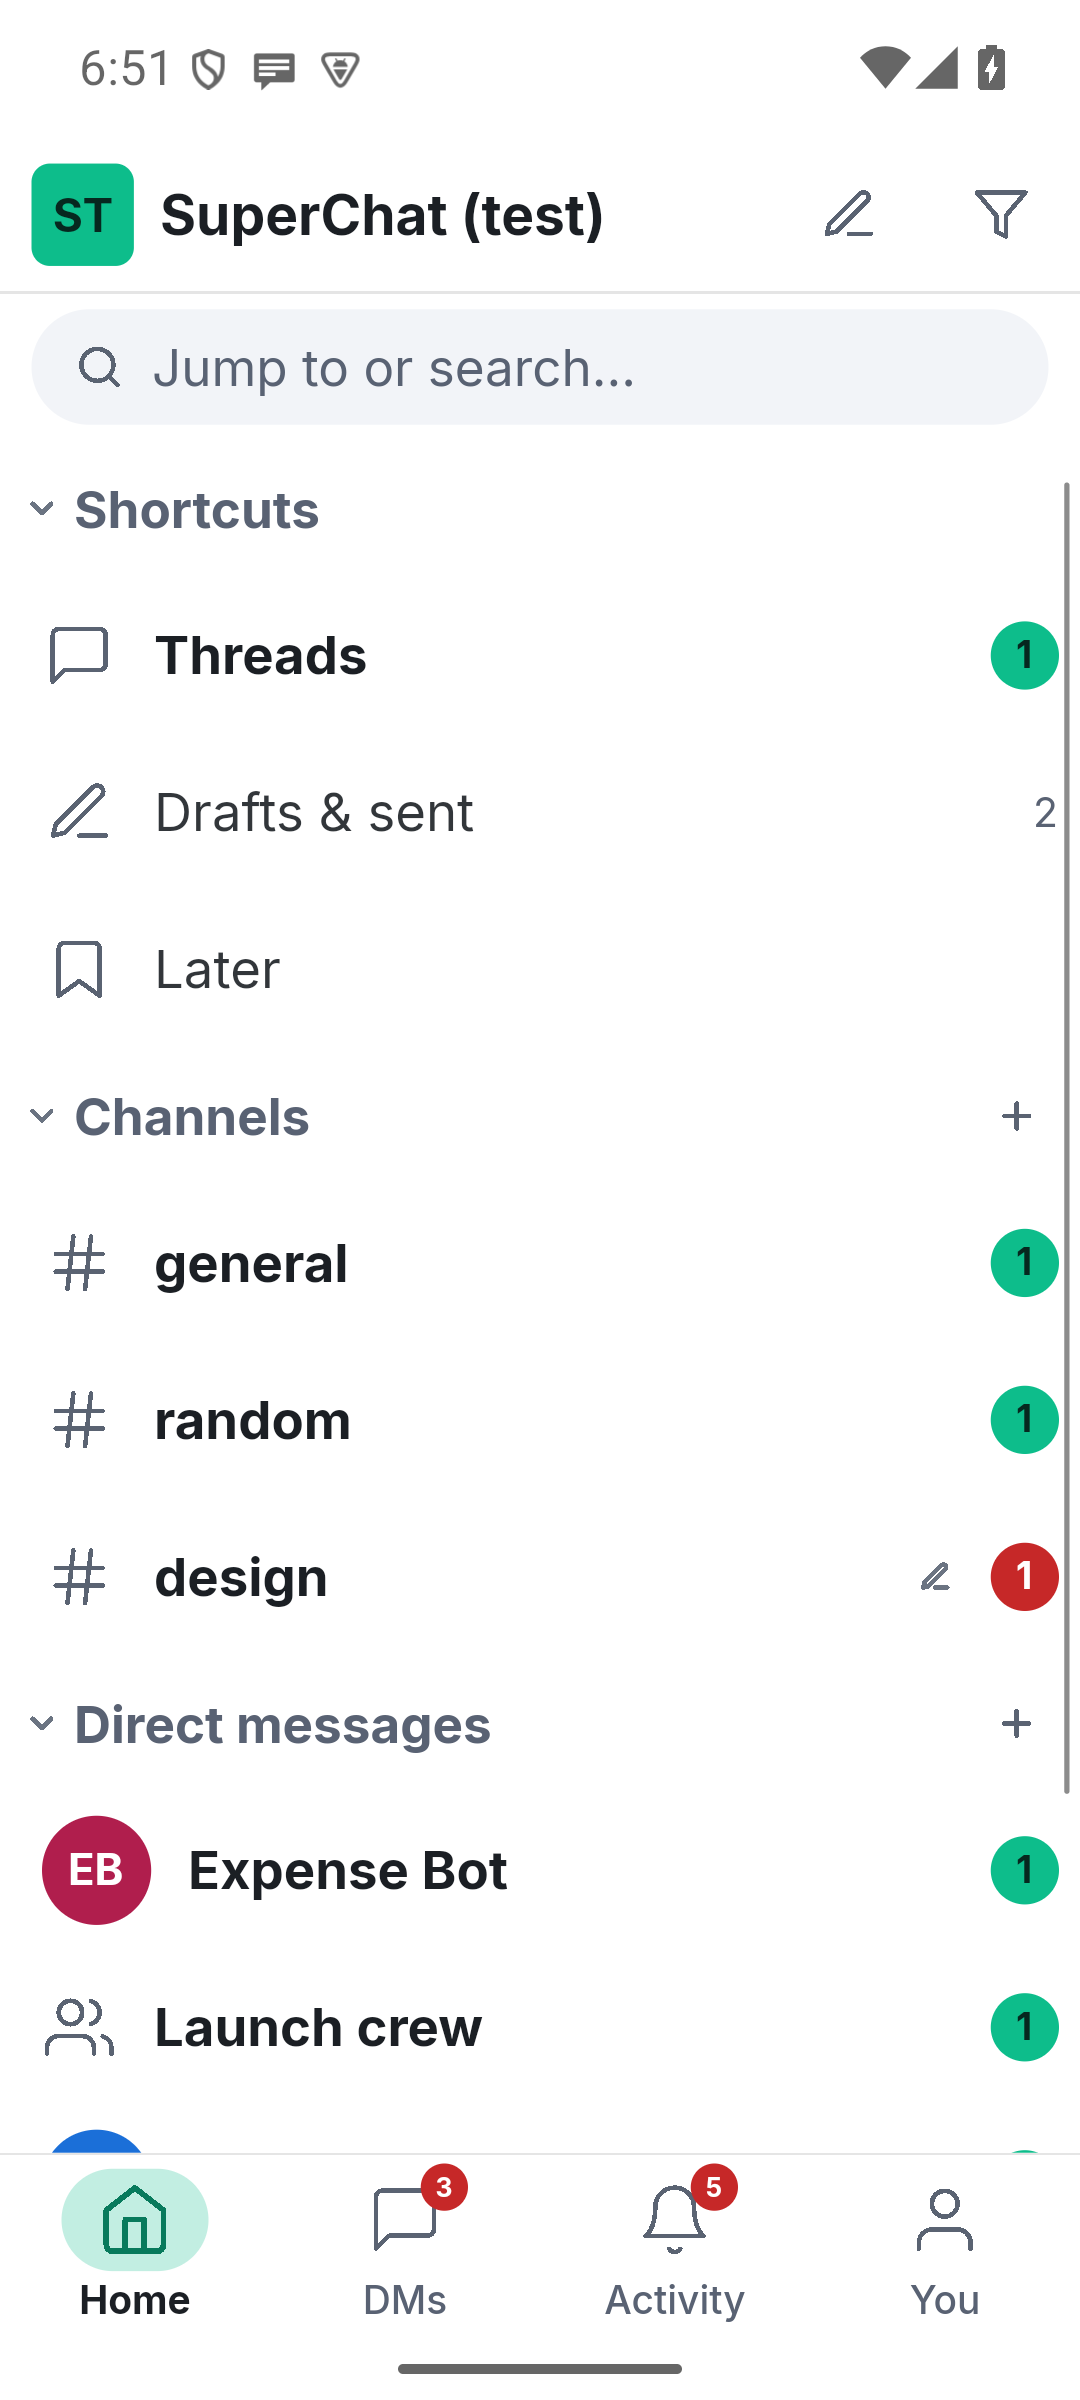 6:51
ST SuperChat (test)
Jump to or search...
Shortcuts
Threads 1
Drafts & sent 2
Later
Channels
general 1
random 1
design 1
Direct messages
EB Expense Bot 1
Launch crew 1
3 5
Home DMs Activity You